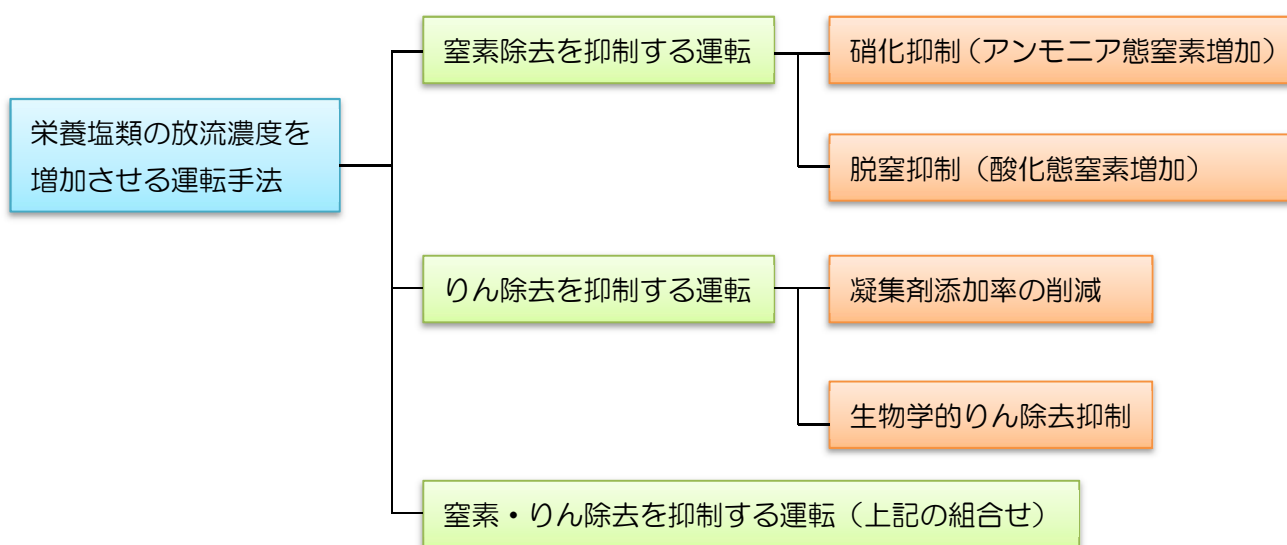 栄養塩類の放流濃度を
増加させる運転手法
窒素除去を抑制する運転
硝化抑制（アンモニア態窒素増加）
脱窒抑制（酸化態窒素増加）
りん除去を抑制する運転
凝集剤添加率の削減
生物学的りん除去抑制
窒素・りん除去を抑制する運転（上記の組合せ）